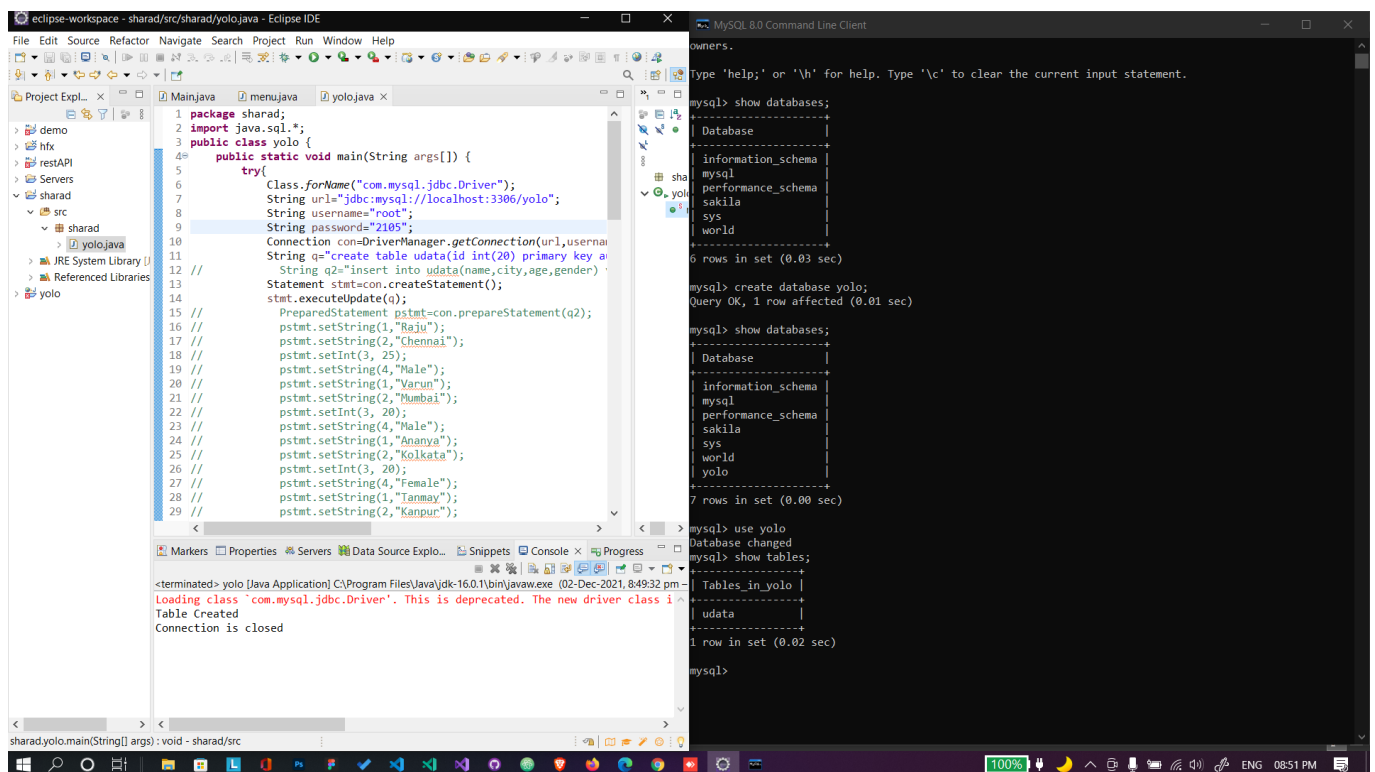 eclipse-workspace - sharad/src/sharad/yolo.java - Eclipse IDE
File Edit Source Refactor Navigate Search Project Run Window Help
Project Expl...
demo
hfx
restAPI
Servers
sharad
src
sharad
yolo.java
JRE System Library [J
Referenced Libraries
yolo
Main.java menu.java yolo.java
1 package sharad;
2 import java.sql.*;
3 public class yolo {
4 public static void main(String args[]) {
5 try{
6 Class.forName("com.mysql.jdbc.Driver");
7 String url="jdbc:mysql://localhost:3306/yolo";
8 String username="root";
9 String password="2105";
10 Connection con=DriverManager.getConnection(url,userna
11 String q="create table udata(id int(20) primary key au
12 // String q2="insert into udata(name,city,age,gender) v
13 Statement stmt=con.createStatement();
14 stmt.executeUpdate(q);
15 // PreparedStatement pstmt=con.prepareStatement(q2);
16 // pstmt.setString(1,"Raju");
17 // pstmt.setString(2,"Chennai");
18 // pstmt.setInt(3, 25);
19 // pstmt.setString(4,"Male");
20 // pstmt.setString(1,"Varun");
21 // pstmt.setString(2,"Mumbai");
22 // pstmt.setInt(3, 20);
23 // pstmt.setString(4,"Male");
24 // pstmt.setString(1,"Ananya");
25 // pstmt.setString(2,"Kolkata");
26 // pstmt.setInt(3, 20);
27 // pstmt.setString(4,"Female");
28 // pstmt.setString(1,"Tanmay");
29 // pstmt.setString(2,"Kanpur");
sha
yolo
Markers Properties Servers Data Source Explo... Snippets Console Progress
<terminated> yolo [Java Application] C:\Program Files\Java\jdk-16.0.1\bin\javaw.exe (02-Dec-2021, 8:49:32 pm –
Loading class `com.mysql.jdbc.Driver'. This is deprecated. The new driver class i
Table Created
Connection is closed
sharad.yolo.main(String[] args) : void - sharad/src
MySQL 8.0 Command Line Client
owners.
Type 'help;' or '\h' for help. Type '\c' to clear the current input statement.
mysql> show databases;
+--------------------+
| Database |
+--------------------+
| information_schema |
| mysql |
| performance_schema |
| sakila |
| sys |
| world |
+--------------------+
6 rows in set (0.03 sec)
mysql> create database yolo;
Query OK, 1 row affected (0.01 sec)
mysql> show databases;
+--------------------+
| Database |
+--------------------+
| information_schema |
| mysql |
| performance_schema |
| sakila |
| sys |
| world |
| yolo |
+--------------------+
7 rows in set (0.00 sec)
mysql> use yolo
Database changed
mysql> show tables;
+----------------+
| Tables_in_yolo |
+----------------+
| udata |
+----------------+
1 row in set (0.02 sec)
mysql>
100% ENG 08:51 PM